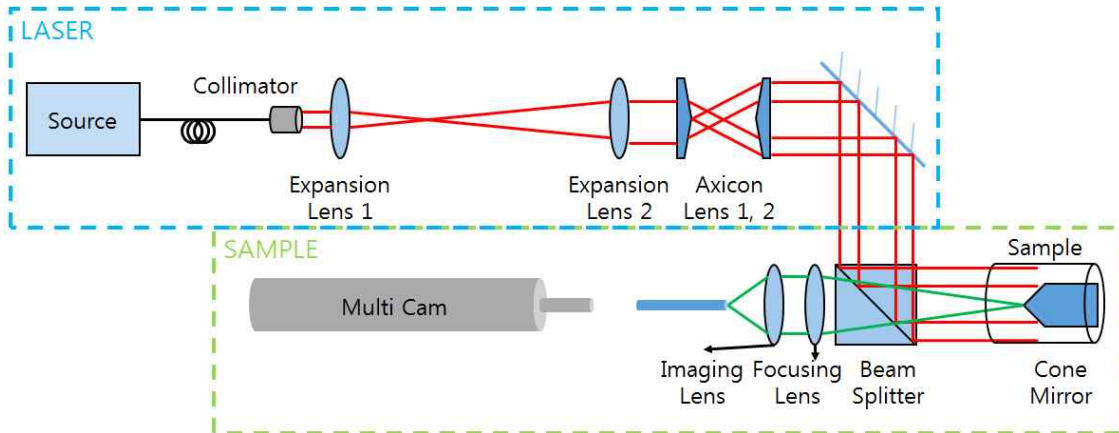 LASER
Collimator
Source
Expansion
Lens 1
Expansion
Lens 2
Axicon
Lens 1, 2
SAMPLE
Sample
Multi Cam
Imaging
Lens
Focusing
Lens
Beam
Splitter
Cone
Mirror